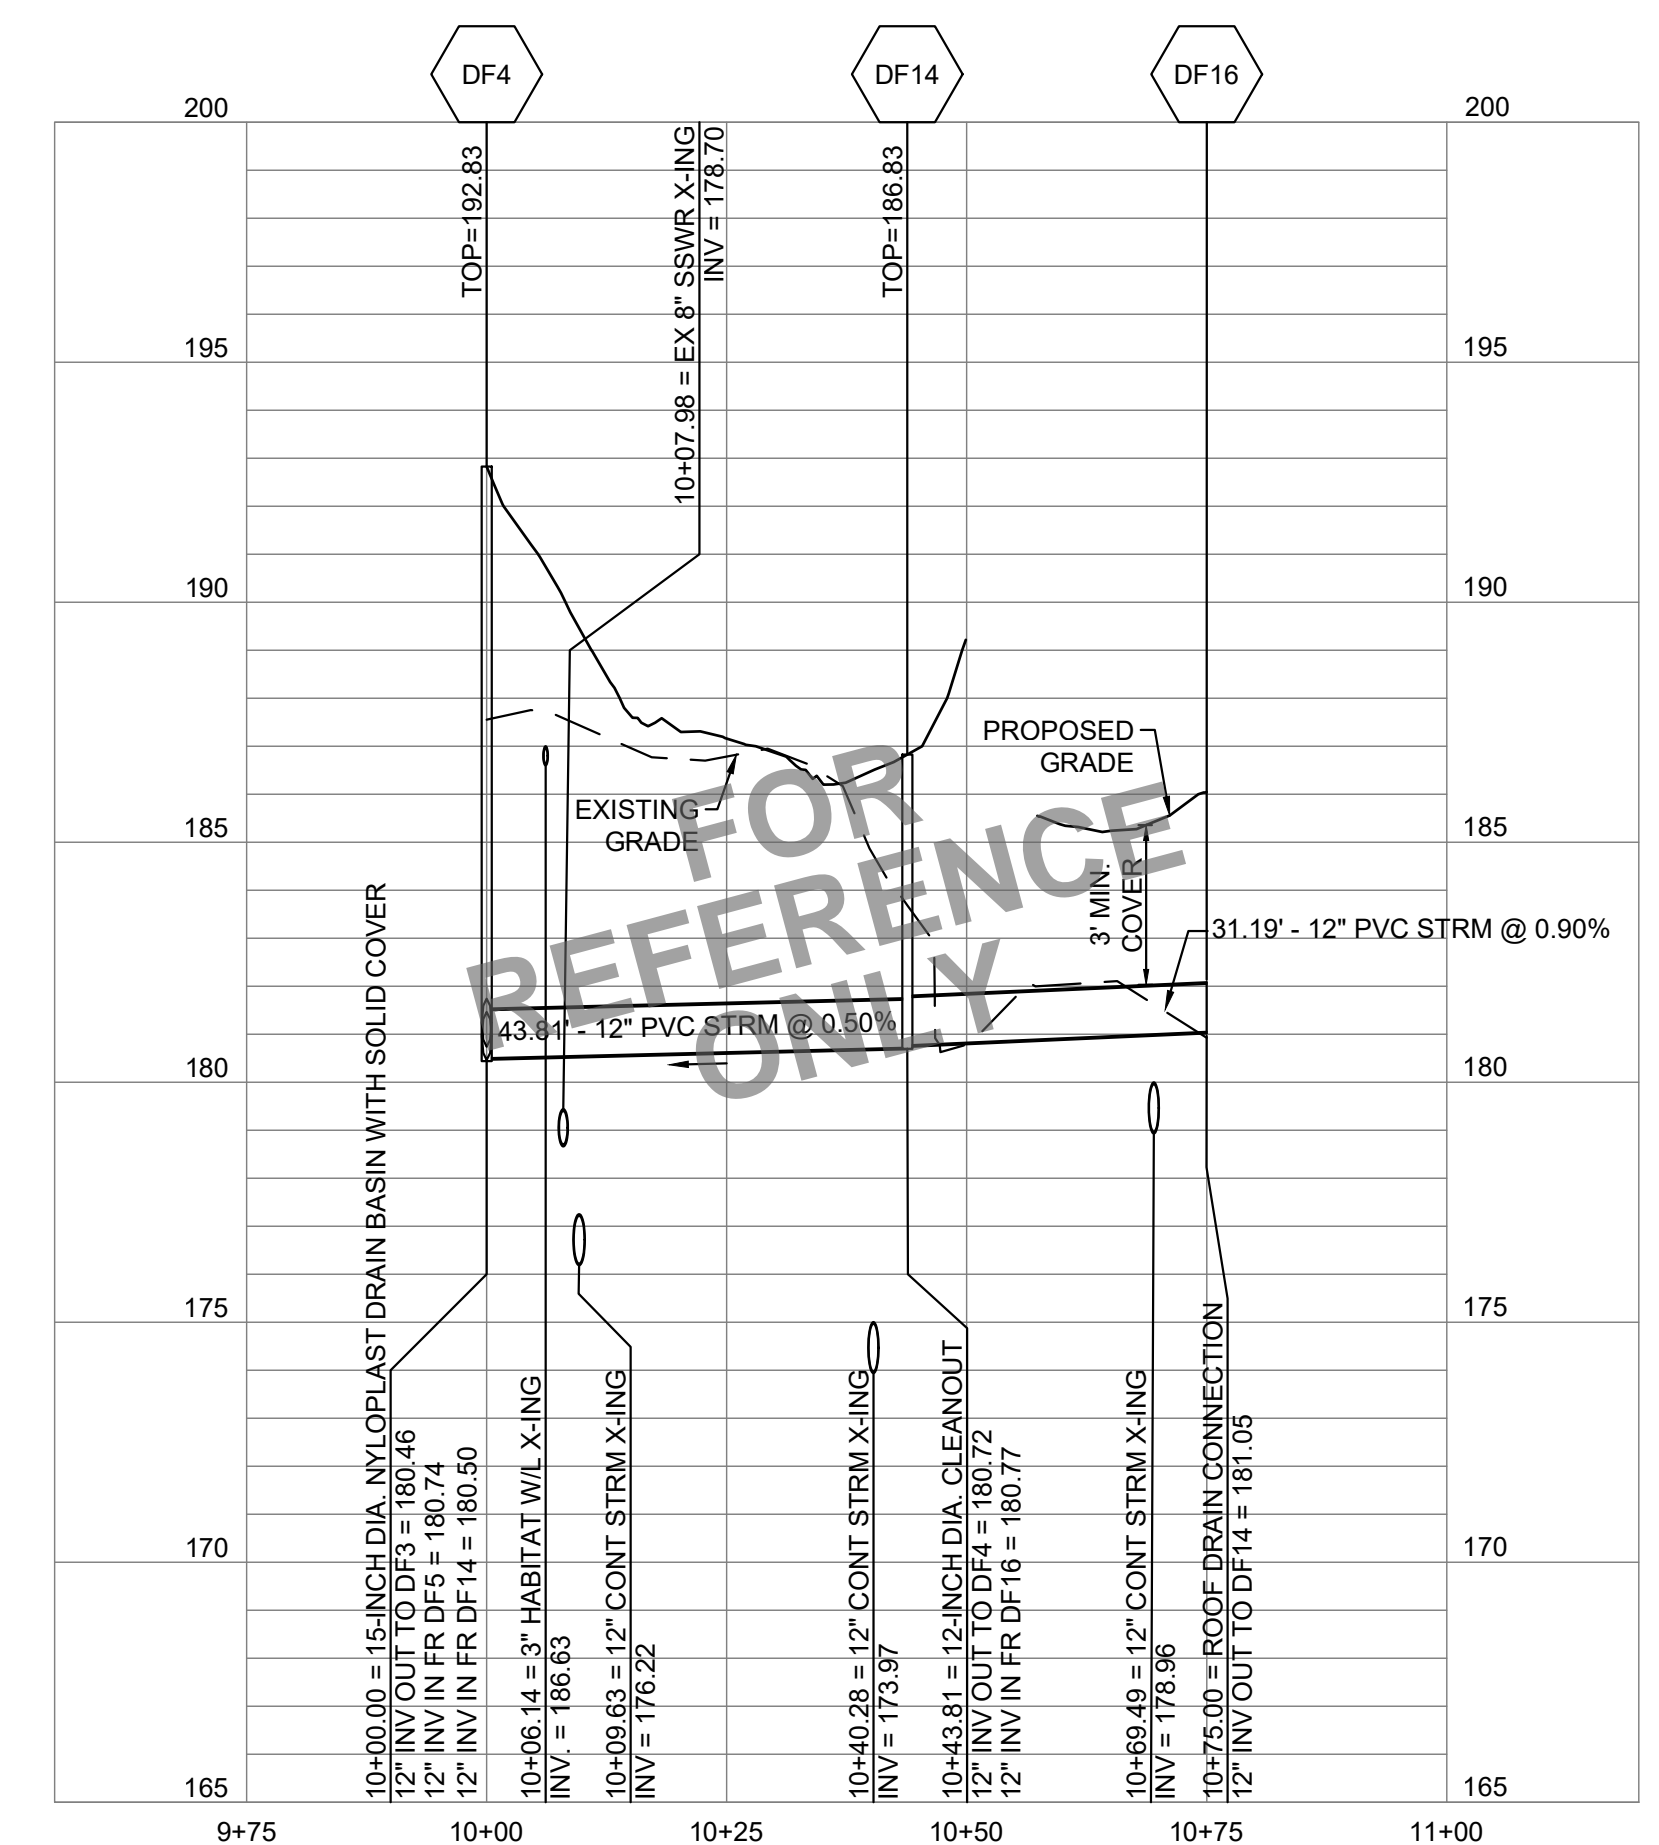 DF4
DF14
DF16
200
200
TOP=192.83
10+07.98 = EX 8" SSWR X-ING
INV = 178.70
TOP=186.83
195
195
190
190
PROPOSED
GRADE
EXISTING
GRADE
185
185
3' MIN.
COVER
31.19' - 12" PVC STRM @ 0.90%
43.81' - 12" PVC STRM @ 0.50%
FOR
REFERENCE
ONLY
180
180
175
175
170
170
165
165
10+00.00 = 15-INCH DIA. NYLOPLAST DRAIN BASIN WITH SOLID COVER
12" INV OUT TO DF3 = 180.46
12" INV IN FR DF5 = 180.74
12" INV IN FR DF14 = 180.50
10+06.14 = 3" HABITAT W/L X-ING
INV. = 186.63
10+09.63 = 12" CONT STRM X-ING
INV = 176.22
10+40.28 = 12" CONT STRM X-ING
INV = 173.97
10+43.81 = 12-INCH DIA. CLEANOUT
12" INV OUT TO DF4 = 180.72
12" INV IN FR DF16 = 180.77
10+69.49 = 12" CONT STRM X-ING
INV = 178.96
10+75.00 = ROOF DRAIN CONNECTION
12" INV OUT TO DF14 = 181.05
9+75
10+00
10+25
10+50
10+75
11+00